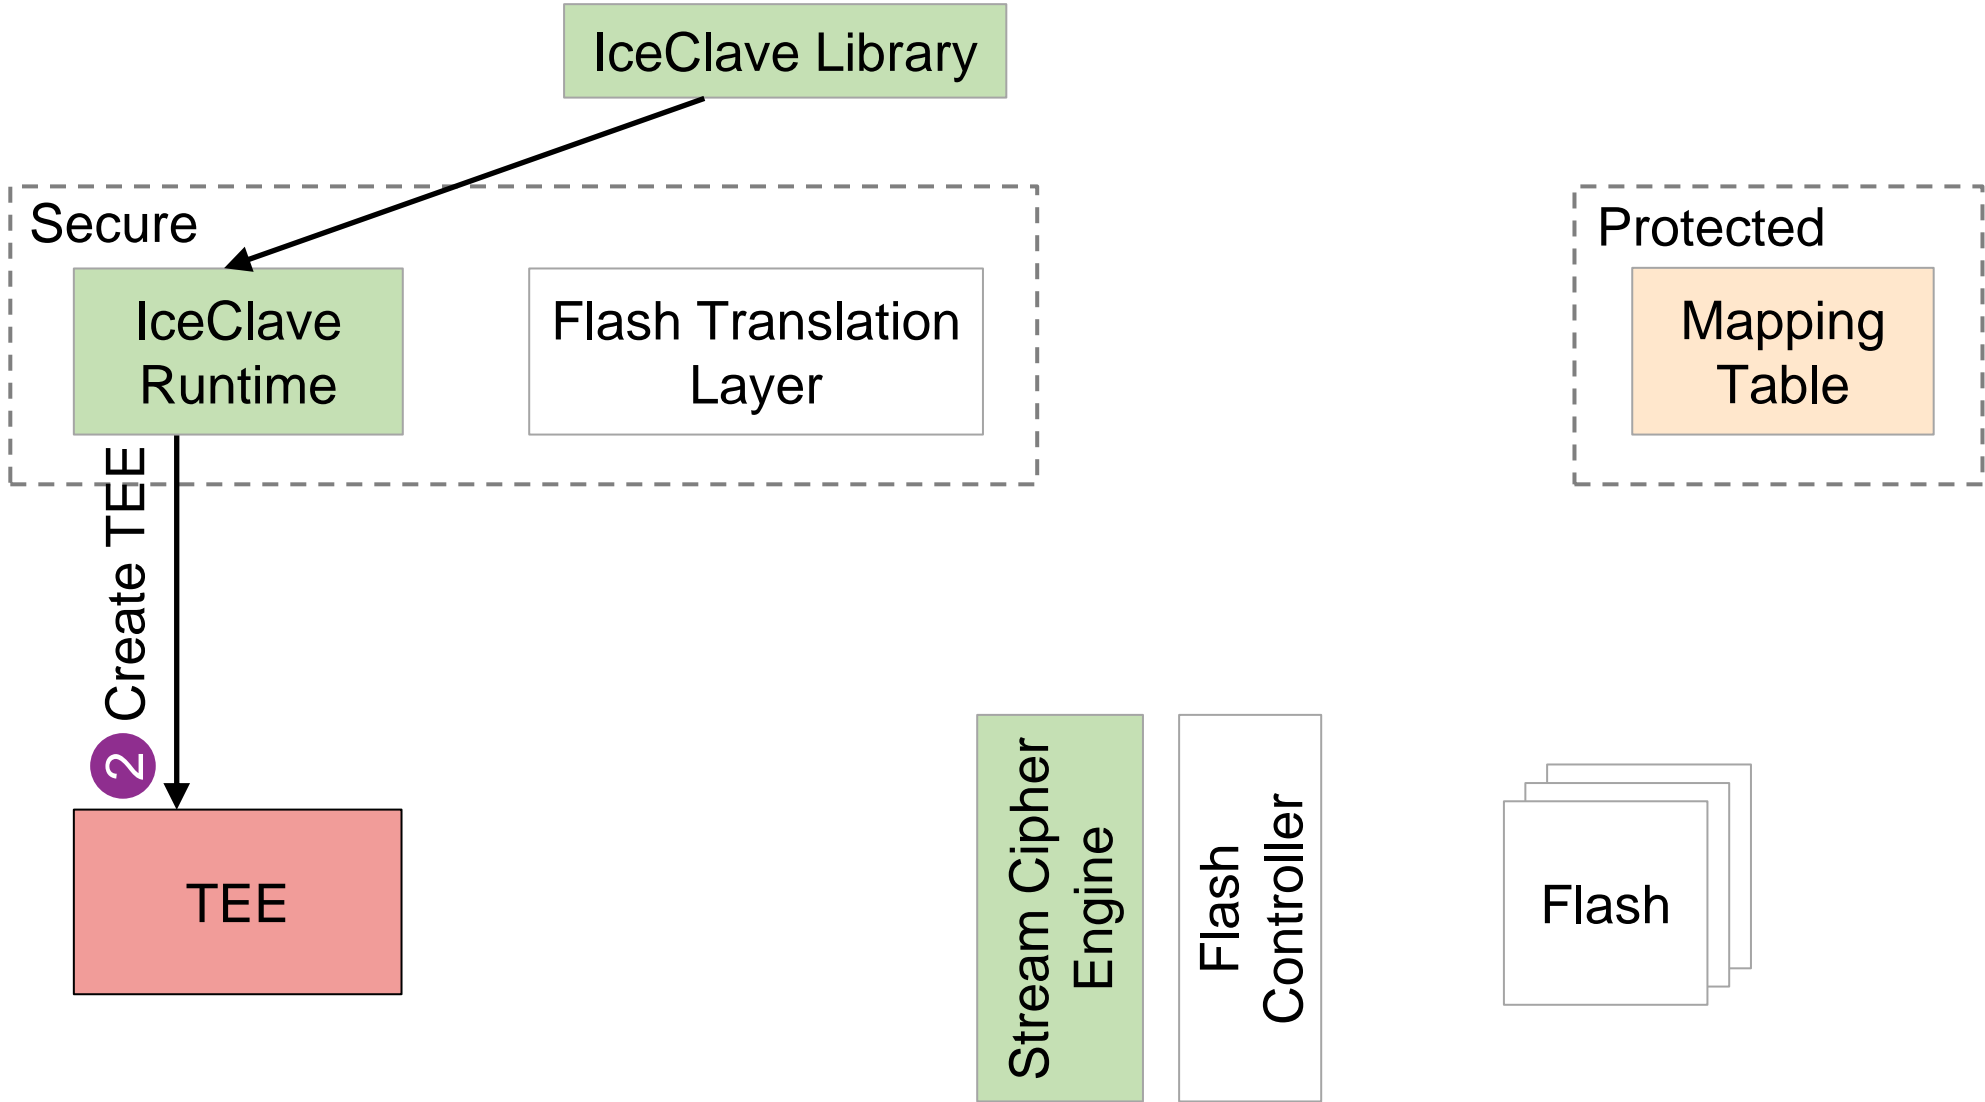 IceClave Library
Secure
Protected
IceClave
Runtime
Flash Translation
Layer
Mapping
Table
2 Create TEE
TEE
Stream Cipher
Engine
Flash
Controller
Flash